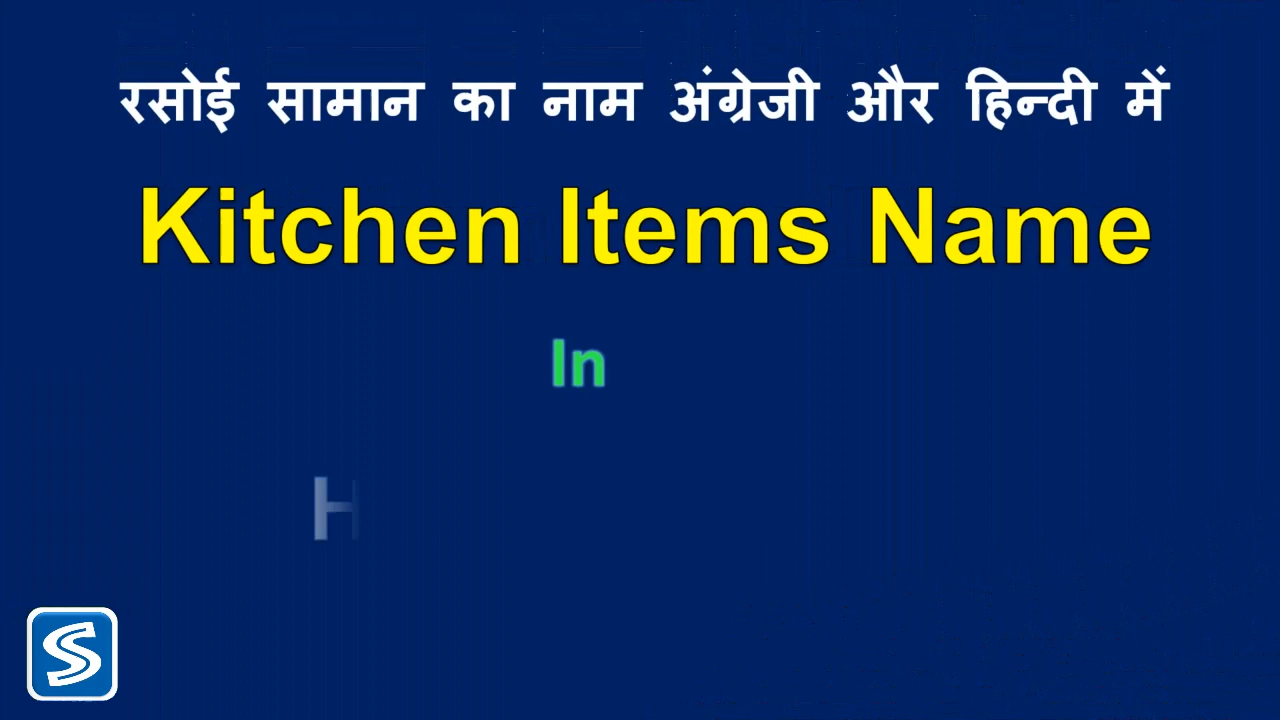 रसोई सामान का नाम अंग्रेजी और हिन्दी में
Kitchen Items Name
In
H